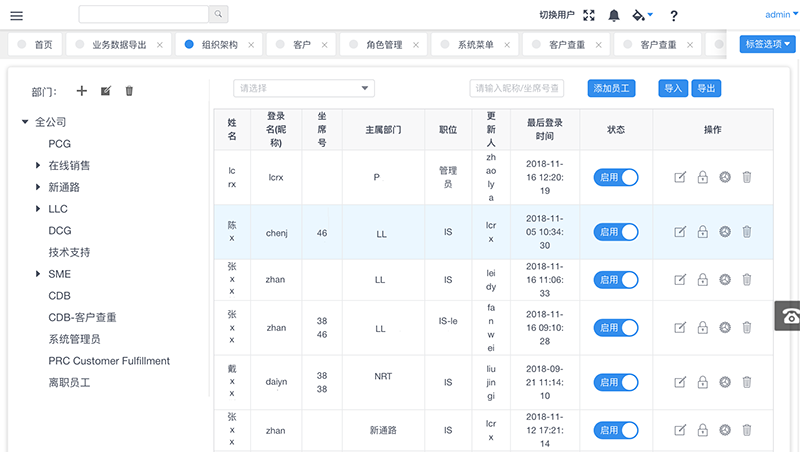 切换用户
admin
首页
业务数据导出
组织架构
客户
角色管理
系统菜单
客户查重
客户查重
标签选项
部门：
请选择
请输入昵称/坐席号查
添加员工
导入
导出
全公司
PCG
在线销售
新通路
LLC
DCG
技术支持
SME
CDB
CDB-客户查重
系统管理员
PRC Customer Fulfillment
离职员工
姓名 登录名(昵称) 坐席号 主属部门 职位 更新人 最后登录时间 状态 操作
lcrx lcrx P 管理员 zhaolya 2018-11-16 12:20:19 启用
陈x chenj 46 LL IS lcrx 2018-11-05 10:34:30 启用
张xx zhan LL IS leidy 2018-11-16 11:06:33 启用
张xx zhan 3846 LL IS-le fanwei 2018-11-16 09:10:28 启用
戴xx daiyn 3838 NRT IS liujingi 2018-09-21 11:14:10 启用
张xx zhan 新通路 IS lcrx 2018-11-12 17:21:14 启用